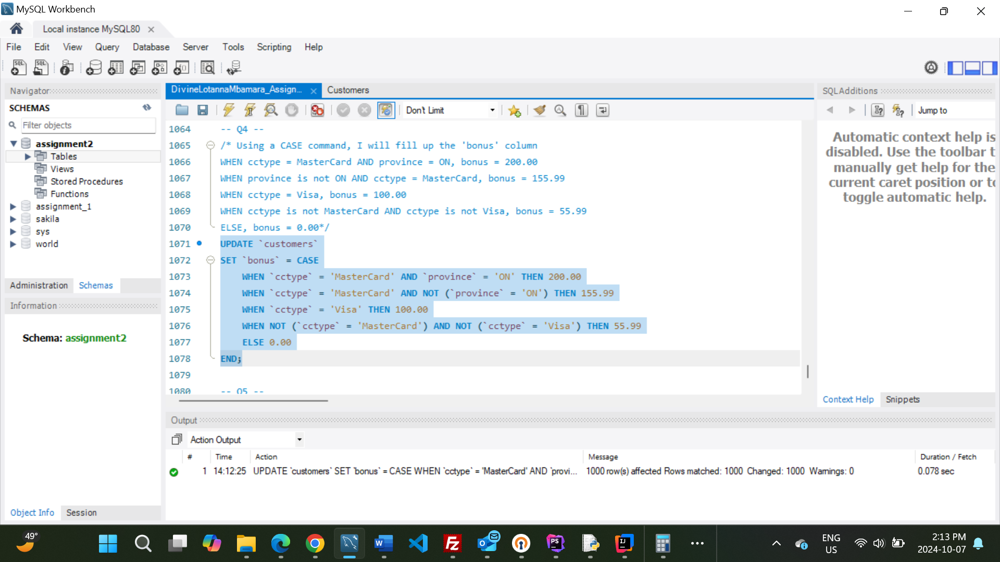 MySQL Workbench
Local instance MySQL80
File Edit View Query Database Server Tools Scripting Help
Navigator
SCHEMAS
Filter objects
assignment2
Tables
Views
Stored Procedures
Functions
assignment_1
sakila
sys
world
Administration Schemas
Information
Schema: assignment2
Object Info Session
DivineLotannaMbamara_Assign... Customers
Don't Limit
1064 -- Q4 --
1065 /* Using a CASE command, I will fill up the 'bonus' column
1066 WHEN cctype = MasterCard AND province = ON, bonus = 200.00
1067 WHEN province is not ON AND cctype = MasterCard, bonus = 155.99
1068 WHEN cctype = Visa, bonus = 100.00
1069 WHEN cctype is not MasterCard AND cctype is not Visa, bonus = 55.99
1070 ELSE, bonus = 0.00*/
1071 UPDATE `customers`
1072 SET `bonus` = CASE
1073 WHEN `cctype` = 'MasterCard' AND `province` = 'ON' THEN 200.00
1074 WHEN `cctype` = 'MasterCard' AND NOT (`province` = 'ON') THEN 155.99
1075 WHEN `cctype` = 'Visa' THEN 100.00
1076 WHEN NOT (`cctype` = 'MasterCard') AND NOT (`cctype` = 'Visa') THEN 55.99
1077 ELSE 0.00
1078 END;
1079
1080 -- Q5 --
SQLAdditions
Jump to
Automatic context help is
disabled. Use the toolbar t
manually get help for the
current caret position or to
toggle automatic help.
Context Help Snippets
Output
Action Output
# Time Action Message Duration / Fetch
1 14:12:25 UPDATE `customers` SET `bonus` = CASE WHEN `cctype` = 'MasterCard' AND `provi... 1000 row(s) affected Rows matched: 1000 Changed: 1000 Warnings: 0 0.078 sec
49°
ENG
US
2:13 PM
2024-10-07